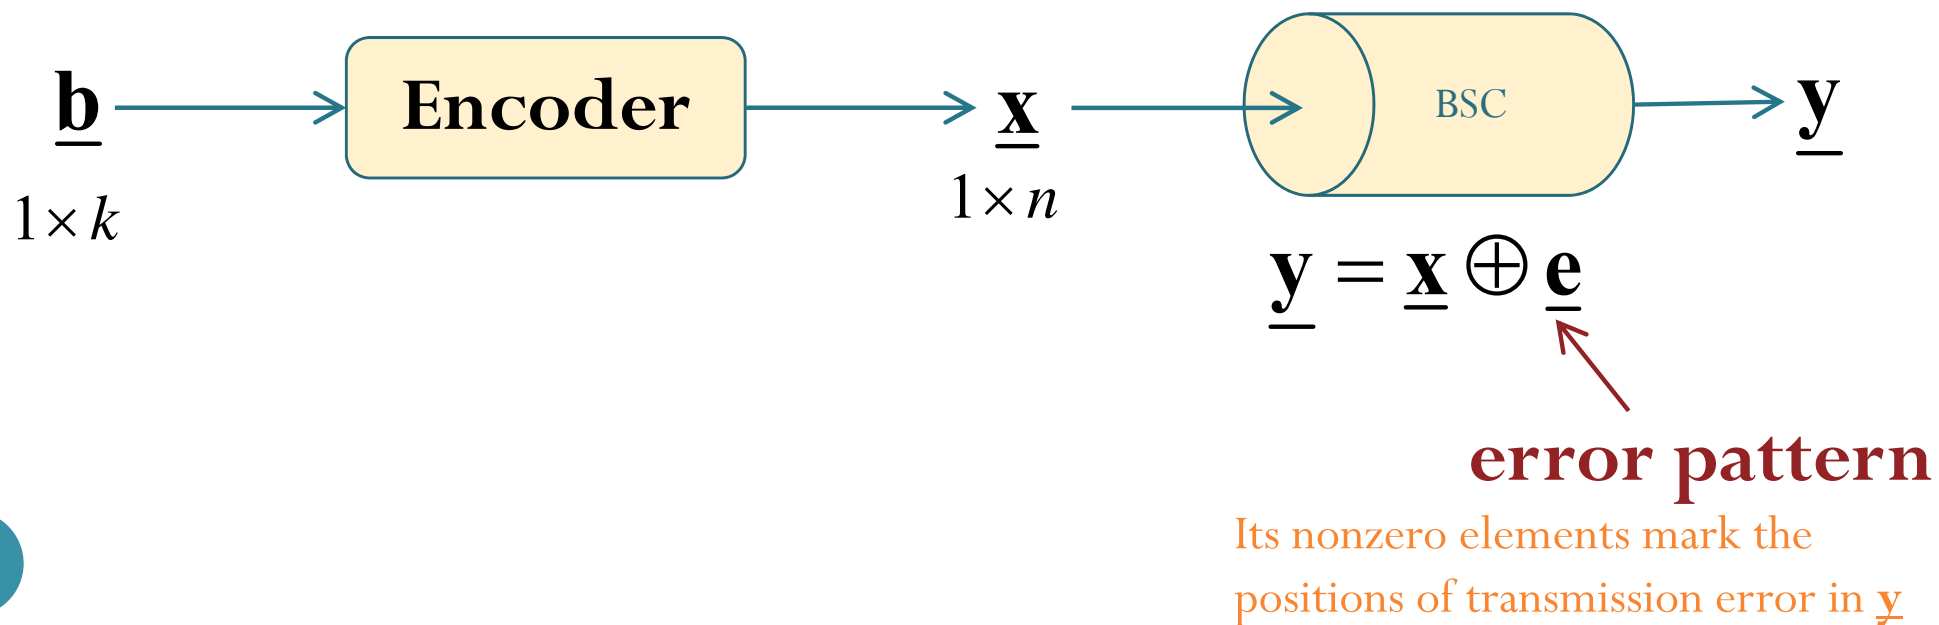 b Encoder x BSC y
1 × k 1 × n
y = x ⊕ e
error pattern
Its nonzero elements mark the
positions of transmission error in y